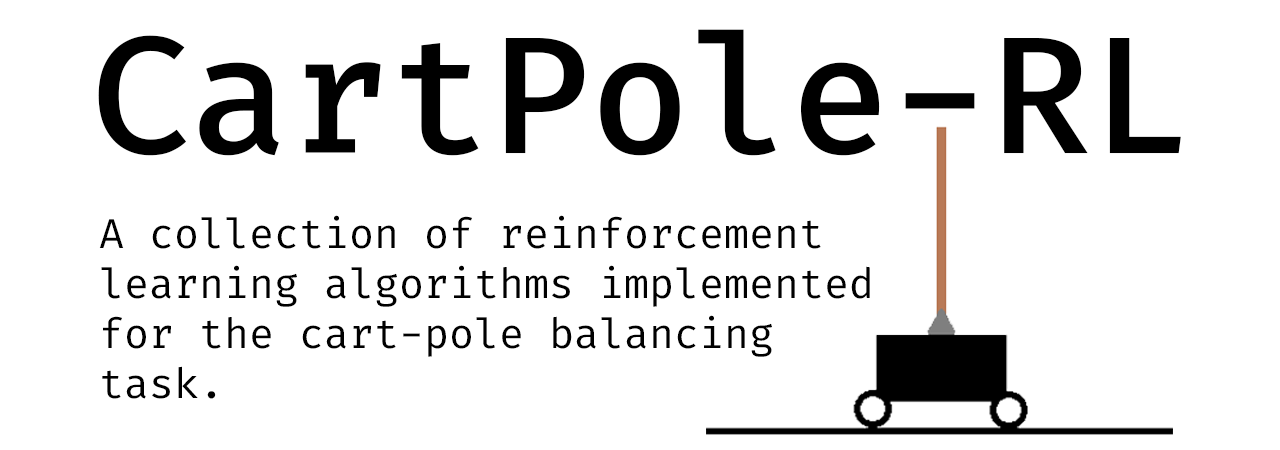 CartPole-RL
A collection of reinforcement
learning algorithms implemented
for the cart-pole balancing
task.